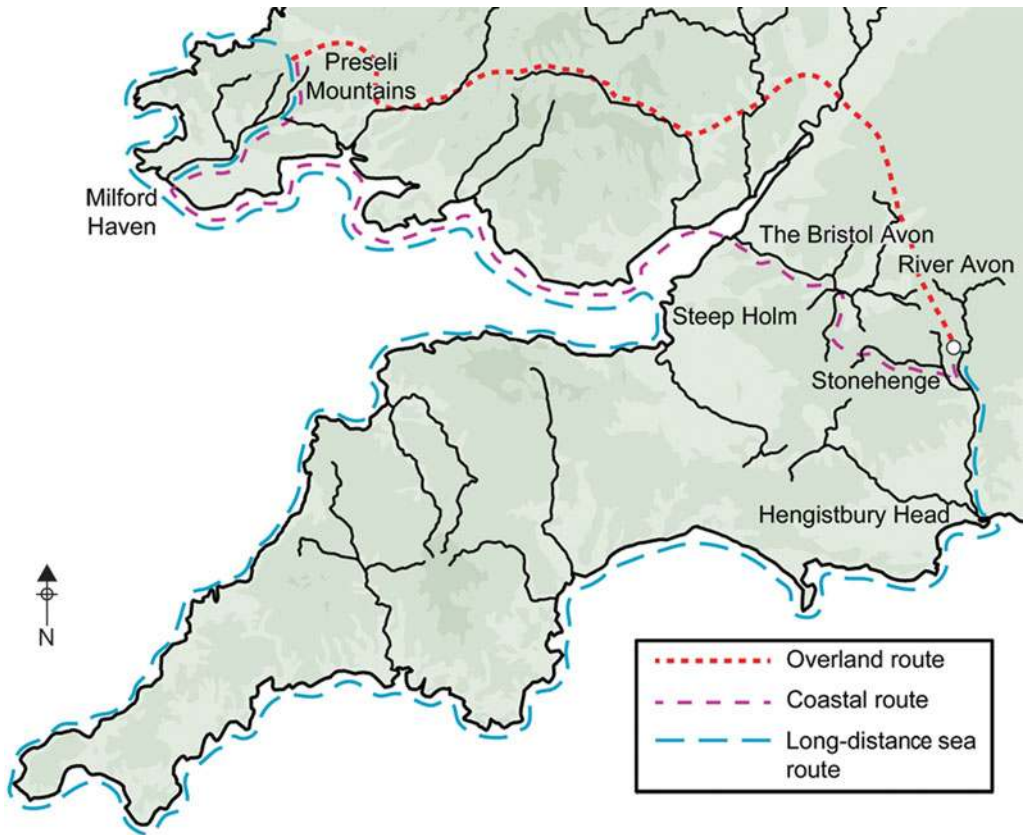 Preseli
Mountains
Milford
Haven
The Bristol Avon
River Avon
Steep Holm
Stonehenge
Hengistbury Head
N
Overland route
Coastal route
Long-distance sea
route